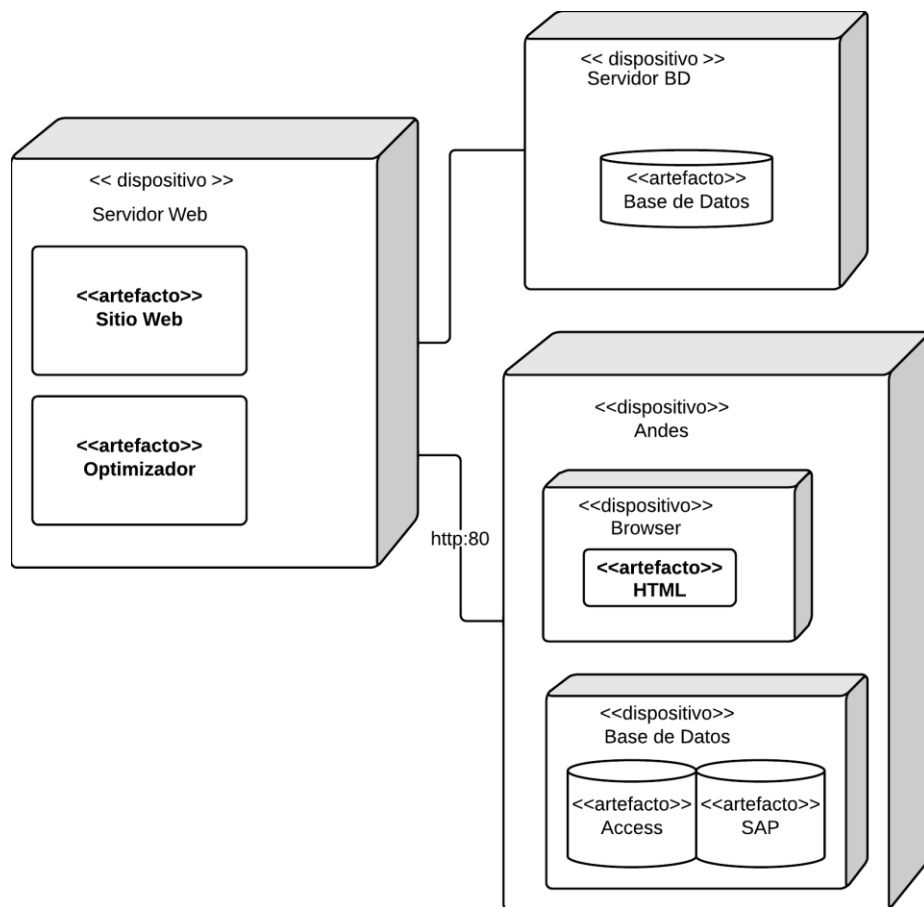 << dispositivo >>
Servidor BD
<<artefacto>>
Base de Datos
<< dispositivo >>
Servidor Web
<<artefacto>>
Sitio Web
<<artefacto>>
Optimizador
http:80
<<dispositivo>>
Andes
<<dispositivo>>
Browser
<<artefacto>>
HTML
<<dispositivo>>
Base de Datos
<<artefacto>>
Access
<<artefacto>>
SAP